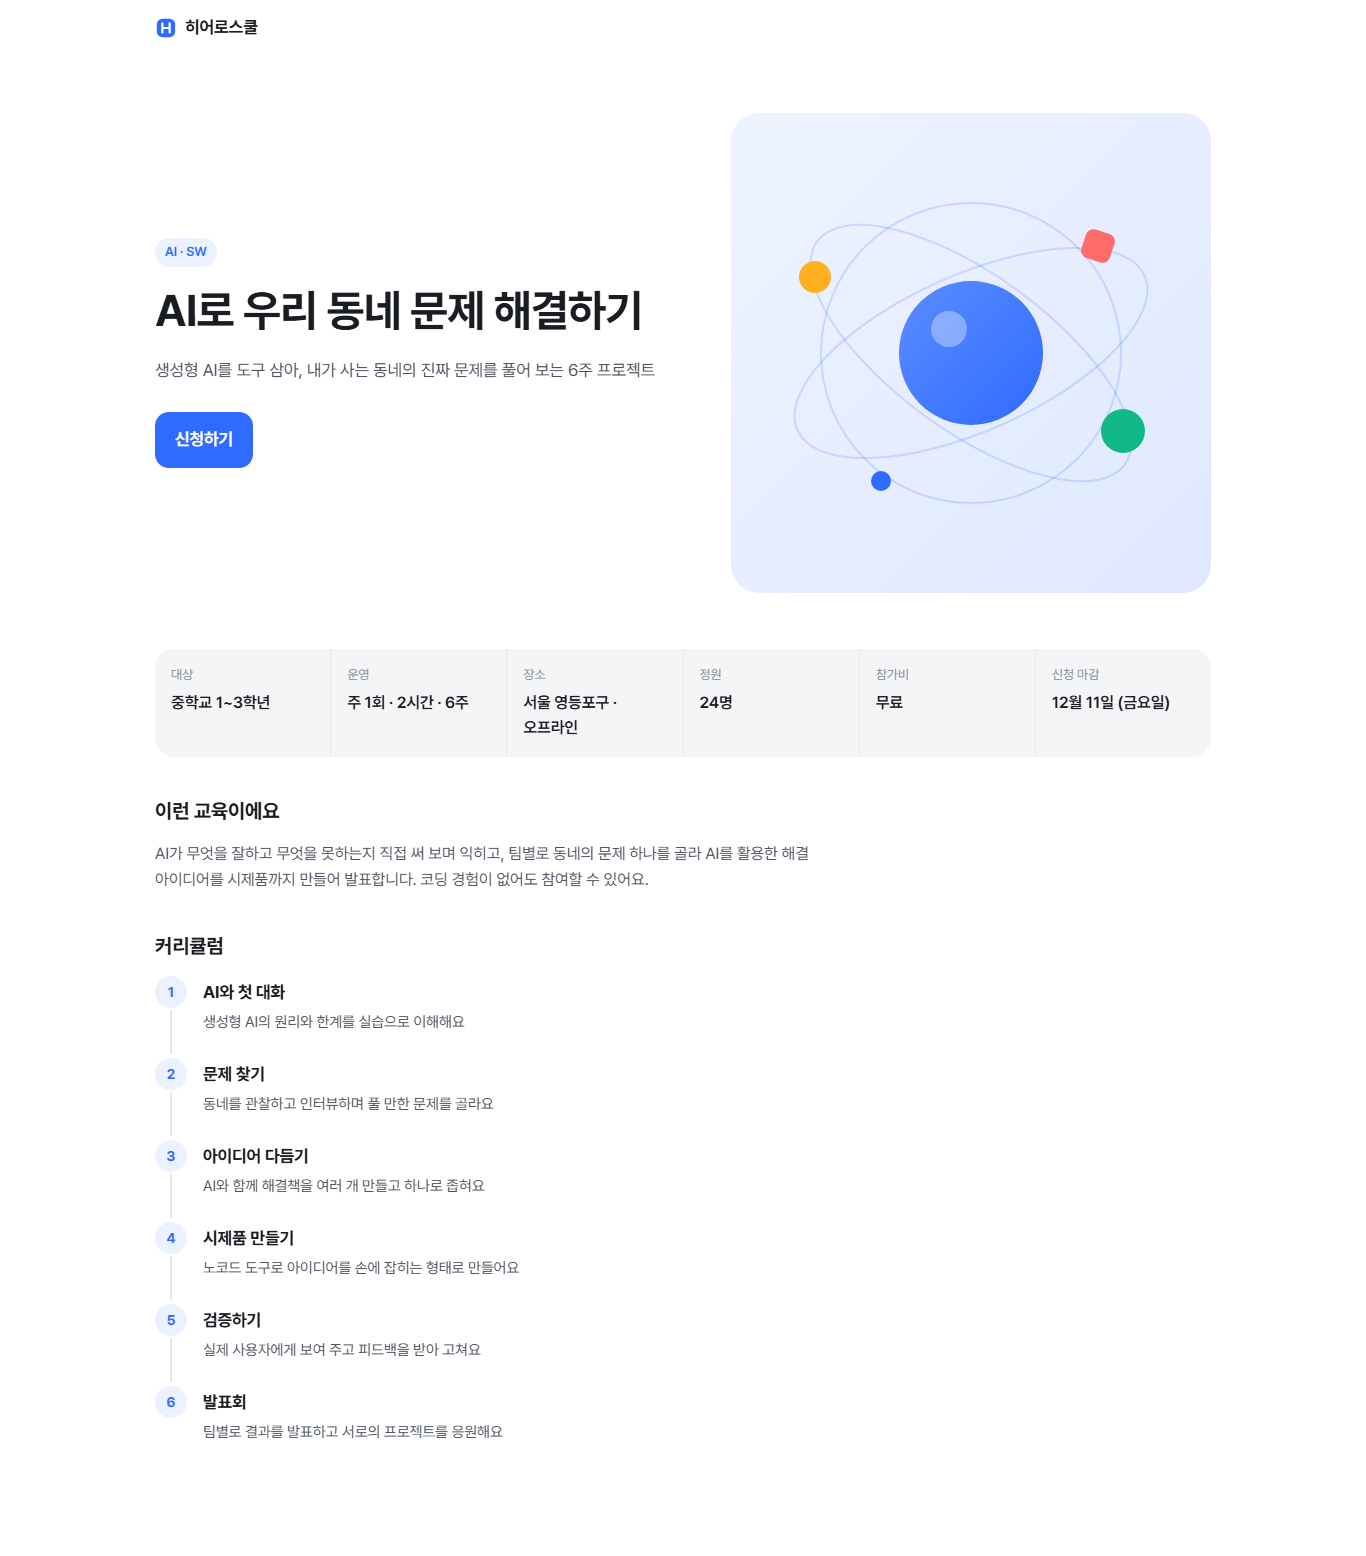 H 히어로스쿨
AI · SW
AI로 우리 동네 문제 해결하기
생성형 AI를 도구 삼아, 내가 사는 동네의 진짜 문제를 풀어 보는 6주 프로젝트
신청하기
대상
중학교 1~3학년
운영
주 1회 · 2시간 · 6주
장소
서울 영등포구 ·
오프라인
정원
24명
참가비
무료
신청 마감
12월 11일 (금요일)
이런 교육이에요
AI가 무엇을 잘하고 무엇을 못하는지 직접 써 보며 익히고, 팀별로 동네의 문제 하나를 골라 AI를 활용한 해결
아이디어를 시제품까지 만들어 발표합니다. 코딩 경험이 없어도 참여할 수 있어요.
커리큘럼
1 AI와 첫 대화
생성형 AI의 원리와 한계를 실습으로 이해해요
2 문제 찾기
동네를 관찰하고 인터뷰하며 풀 만한 문제를 골라요
3 아이디어 다듬기
AI와 함께 해결책을 여러 개 만들고 하나로 좁혀요
4 시제품 만들기
노코드 도구로 아이디어를 손에 잡히는 형태로 만들어요
5 검증하기
실제 사용자에게 보여 주고 피드백을 받아 고쳐요
6 발표회
팀별로 결과를 발표하고 서로의 프로젝트를 응원해요